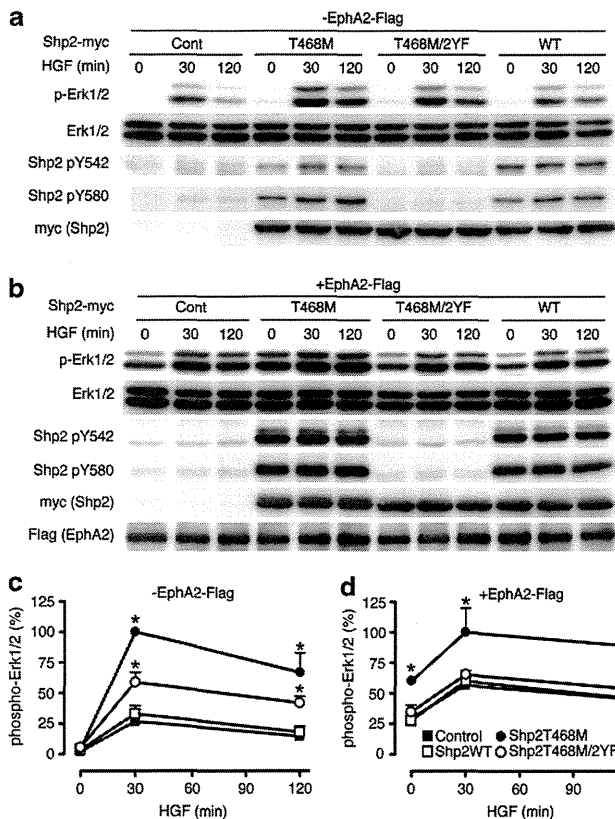 a
-EphA2-Flag
Shp2-myc Cont T468M T468M/2YF WT
HGF (min) 0 30 120 0 30 120 0 30 120 0 30 120
p-Erk1/2
Erk1/2
Shp2 pY542
Shp2 pY580
myc (Shp2)
b
+EphA2-Flag
Shp2-myc Cont T468M T468M/2YF WT
HGF (min) 0 30 120 0 30 120 0 30 120 0 30 120
p-Erk1/2
Erk1/2
Shp2 pY542
Shp2 pY580
myc (Shp2)
Flag (EphA2)
c
-EphA2-Flag
phospho-Erk1/2 (%)
125
100
75
50
25
0
* * * *
0 30 60 90 120
HGF (min)
d
+EphA2-Flag
phospho-Erk1/2 (%)
125
100
75
50
25
0
* *
Control Shp2T468M
Shp2WT Shp2T468M/2YF
0 30 60 90
HGF (min)